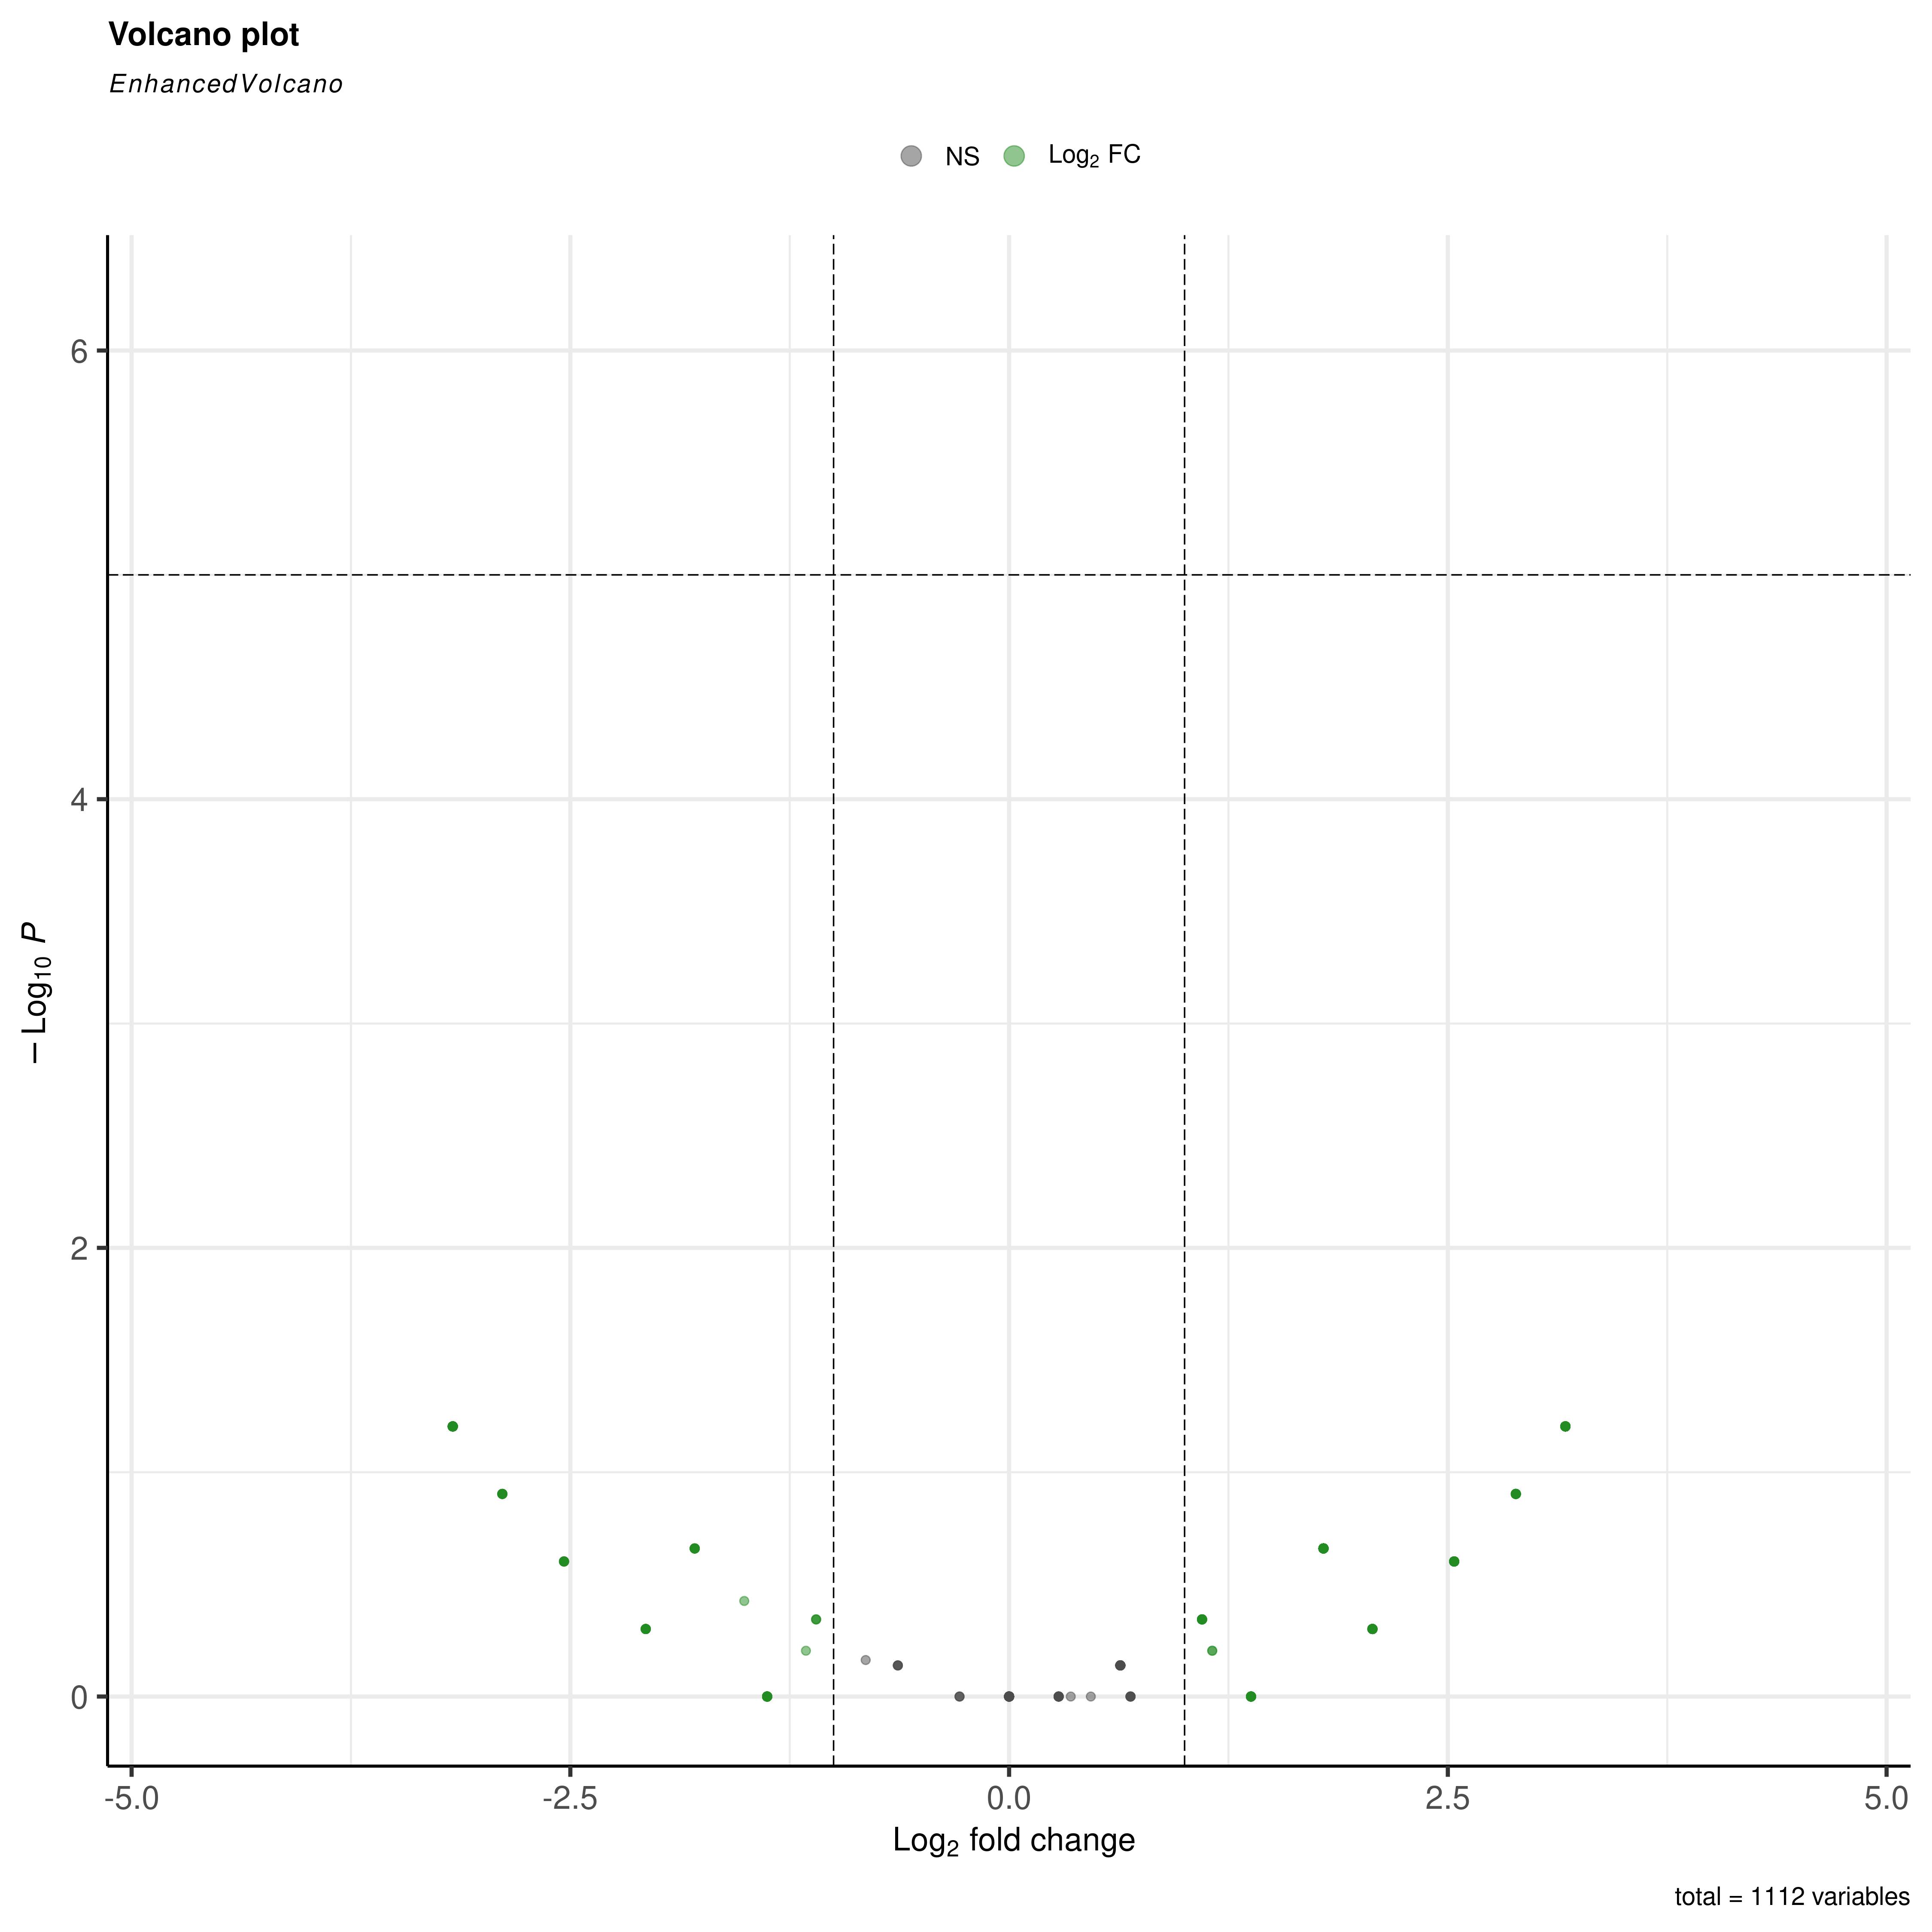 Volcano plot
EnhancedVolcano
NS Log₂ FC
6
4
2
0
−Log₁₀ P
-5.0 -2.5 0.0 2.5 5.0
Log₂ fold change
total = 1112 variables